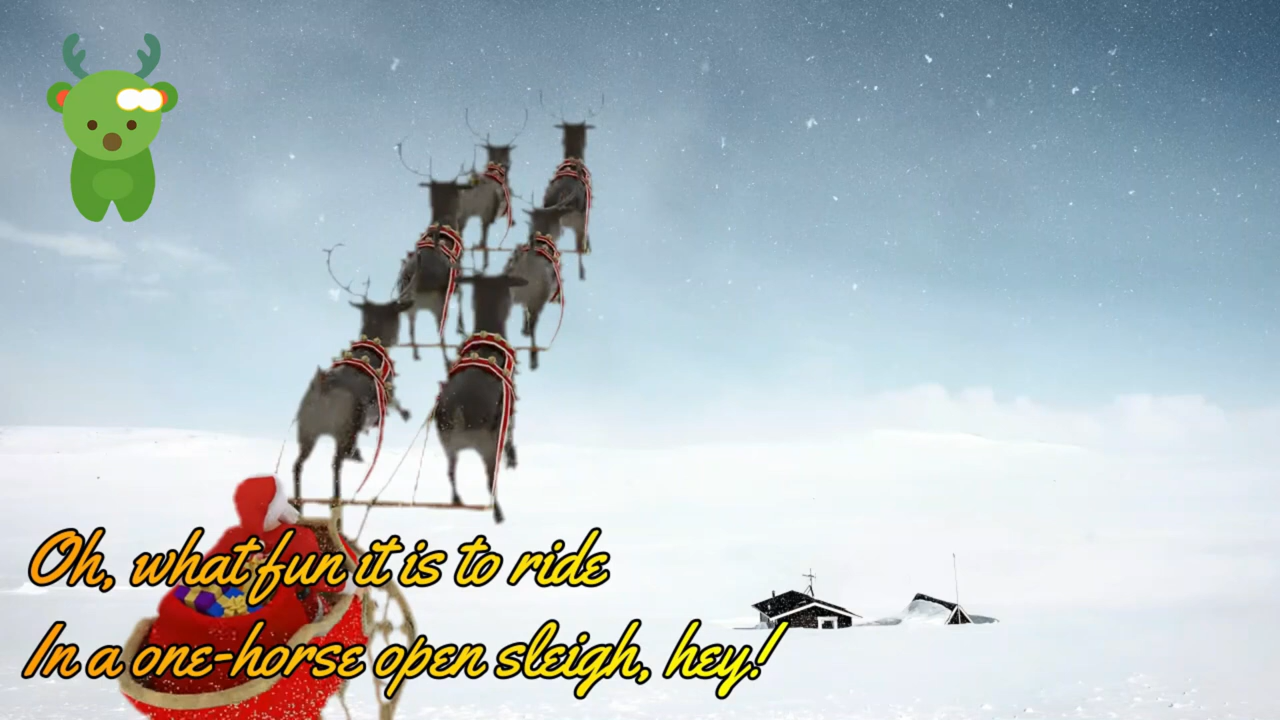 Oh, what fun it is to ride
In a one-horse open sleigh, hey!